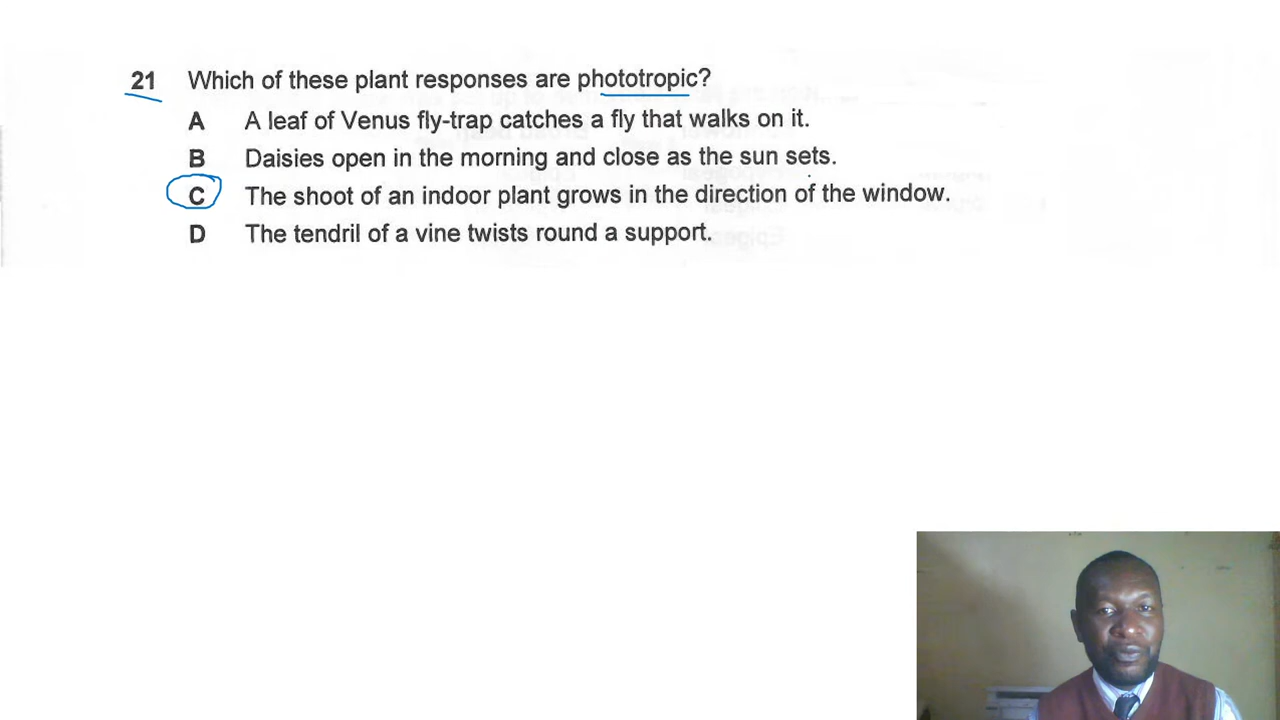 21 Which of these plant responses are phototropic?
A A leaf of Venus fly-trap catches a fly that walks on it.
B Daisies open in the morning and close as the sun sets.
C The shoot of an indoor plant grows in the direction of the window.
D The tendril of a vine twists round a support.